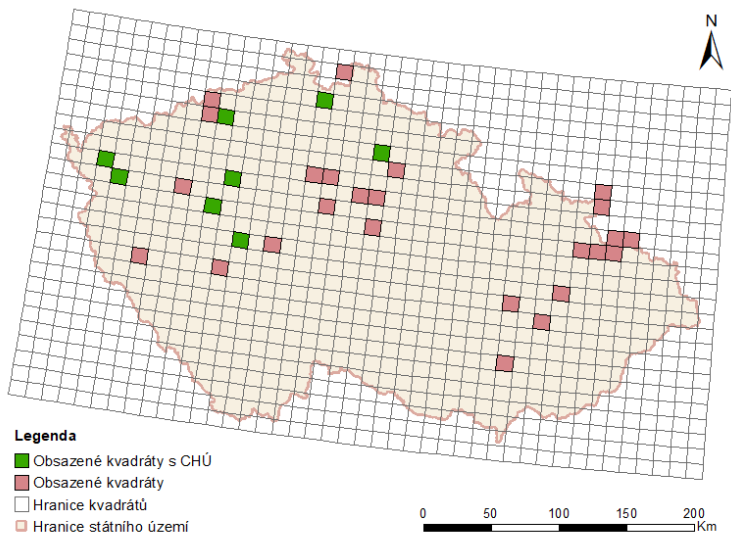 N
Legenda
Obsazené kvadráty s CHÚ
Obsazené kvadráty
Hranice kvadrátů
Hranice státního území
0 50 100 150 200
Km